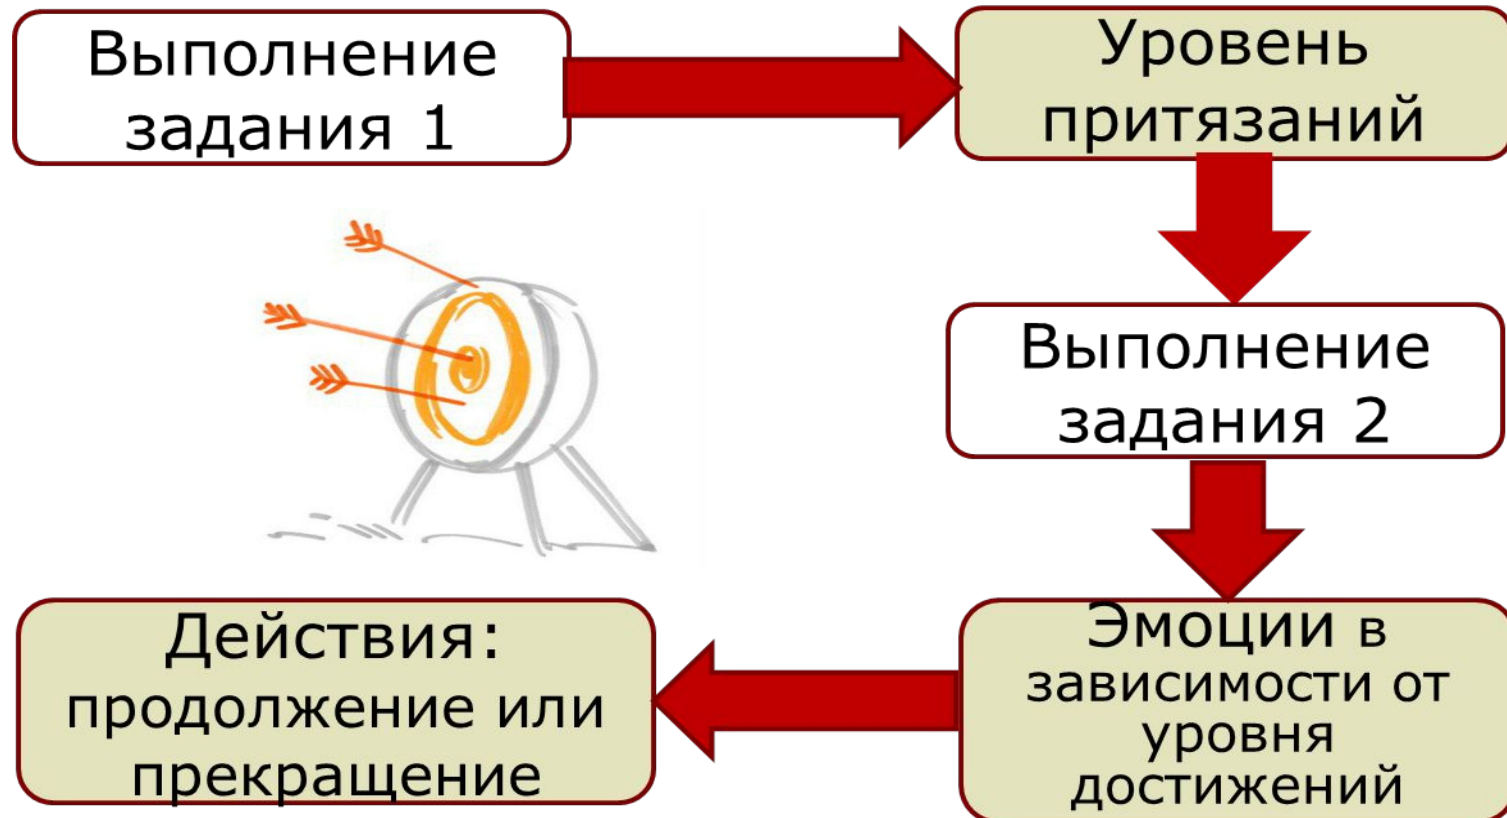 Выполнение
задания 1
Уровень
притязаний
Выполнение
задания 2
Эмоции в
зависимости от
уровня
достижений
Действия:
продолжение или
прекращение